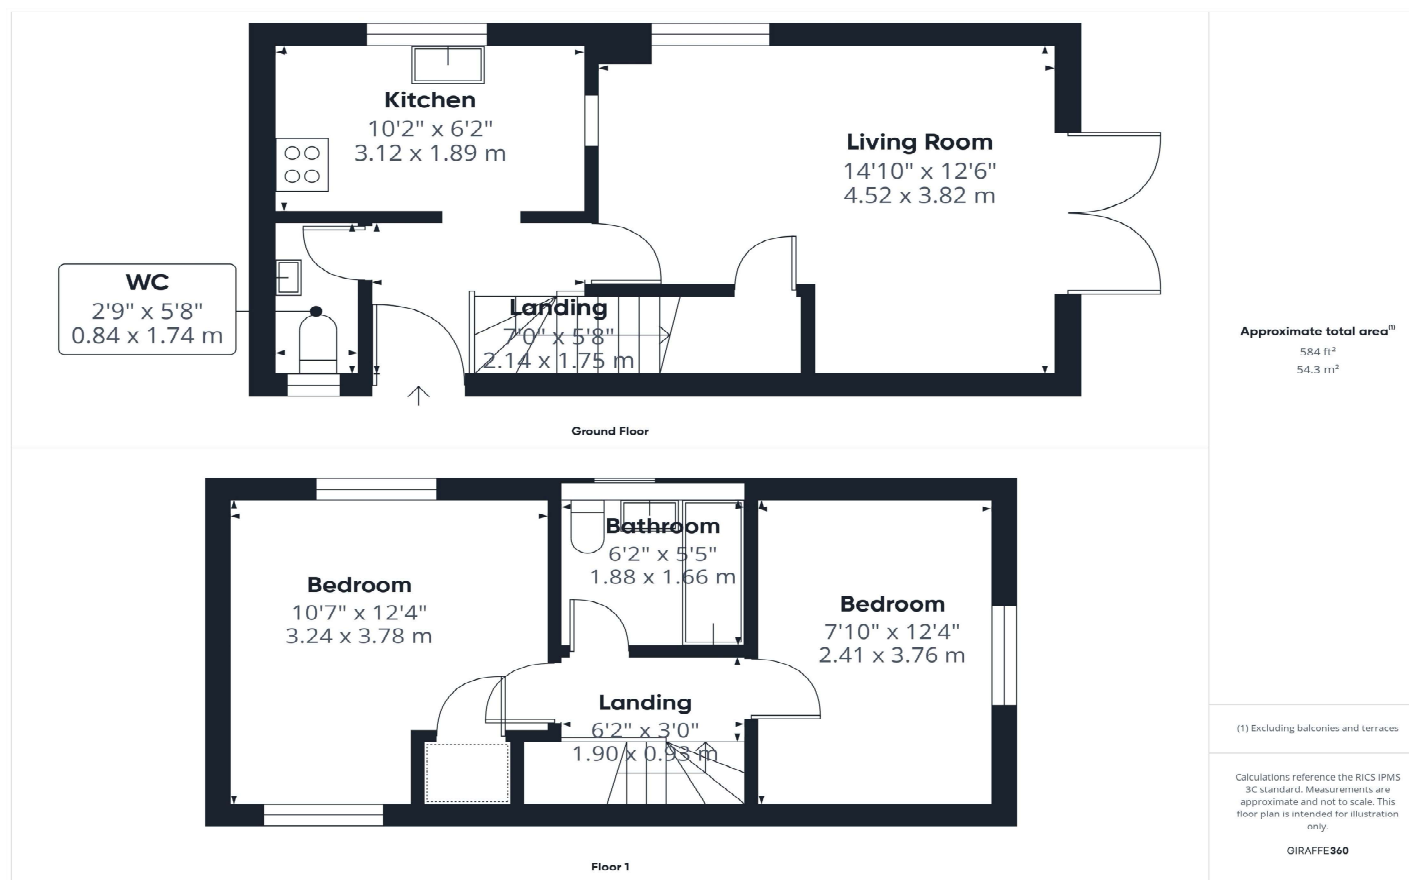 Kitchen
10'2" x 6'2"
3.12 x 1.89 m
Living Room
14'10" x 12'6"
4.52 x 3.82 m
WC
2'9" x 5'8"
0.84 x 1.74 m
Landing
7'0" x 5'8"
2.14 x 1.75 m
Ground Floor
Approximate total area(1)
584 ft²
54.3 m²
Bathroom
6'2" x 5'5"
1.88 x 1.66 m
Bedroom
10'7" x 12'4"
3.24 x 3.78 m
Bedroom
7'10" x 12'4"
2.41 x 3.76 m
Landing
6'2" x 3'0"
1.90 x 0.93 m
Floor 1
(1) Excluding balconies and terraces
Calculations reference the RICS IPMS
3C standard. Measurements are
approximate and not to scale. This
floor plan is intended for illustration
only.
GIRAFFE360